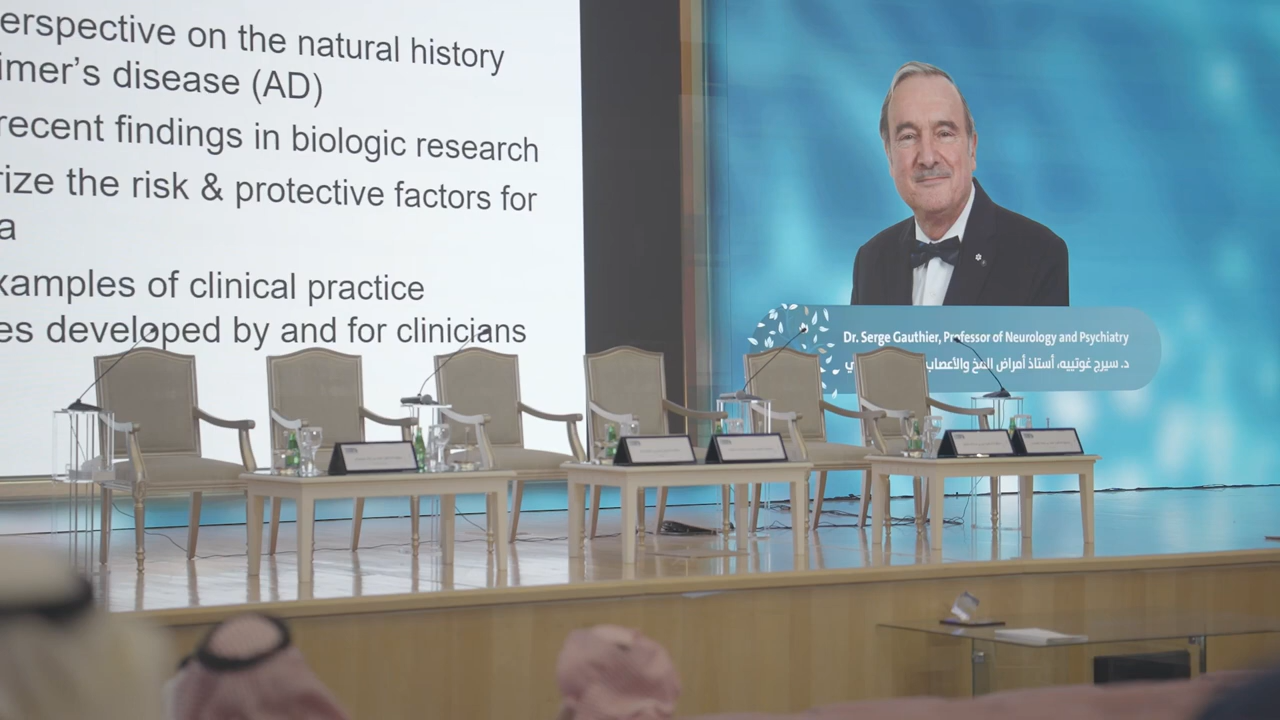 erspective on the natural history
imer's disease (AD)
recent findings in biologic research
rize the risk & protective factors for
a
xamples of clinical practice
es developed by and for clinicians
Dr. Serge Gauthier, Professor of Neurology and Psychiatry
د. سيرج غوتييه، أستاذ أمراض المخ والأعصاب